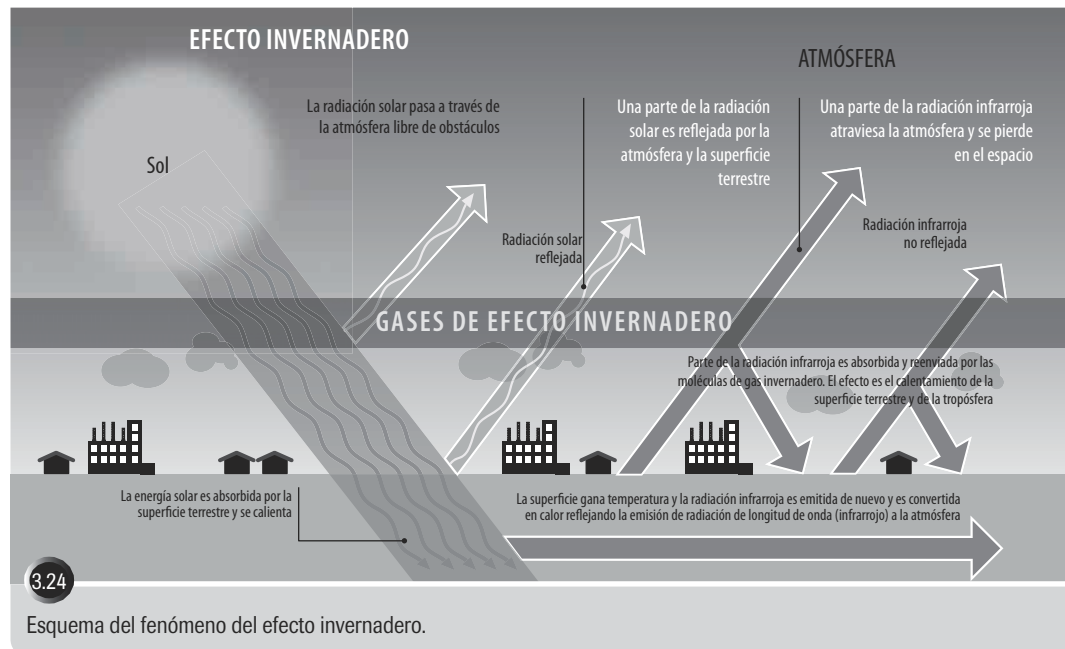 EFECTO INVERNADERO
ATMÓSFERA
Sol
La radiación solar pasa a través de
la atmósfera libre de obstáculos
Una parte de la radiación
solar es reflejada por la
atmósfera y la superficie
terrestre
Una parte de la radiación infrarroja
atraviesa la atmósfera y se pierde
en el espacio
Radiación solar
reflejada
Radiación infrarroja
no reflejada
GASES DE EFECTO INVERNADERO
Parte de la radiación infrarroja es absorbida y reenviada por las
moléculas de gas invernadero. El efecto es el calentamiento de la
superficie terrestre y de la tropósfera
La energía solar es absorbida por la
superficie terrestre y se calienta
La superficie gana temperatura y la radiación infrarroja es emitida de nuevo y es convertida
en calor reflejando la emisión de radiación de longitud de onda (infrarrojo) a la atmósfera
3.24
Esquema del fenómeno del efecto invernadero.